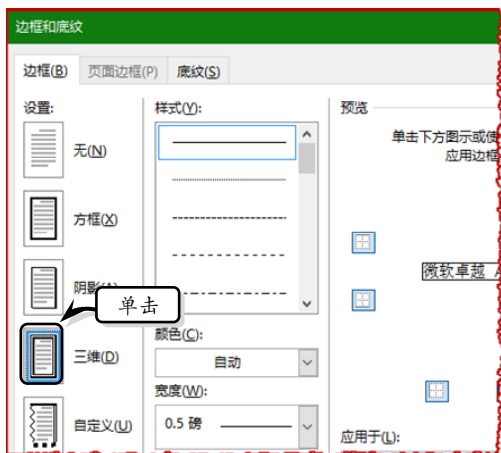 边框和底纹
边框(B) 页面边框(P) 底纹(S)
设置:
无(N)
方框(X)
阴影
单击
三维(D)
自定义(U)
样式(Y):
颜色(C):
自动
宽度(W):
0.5 磅
预览
单击下方图示或使
应用边框
微软卓越
应用于(L):